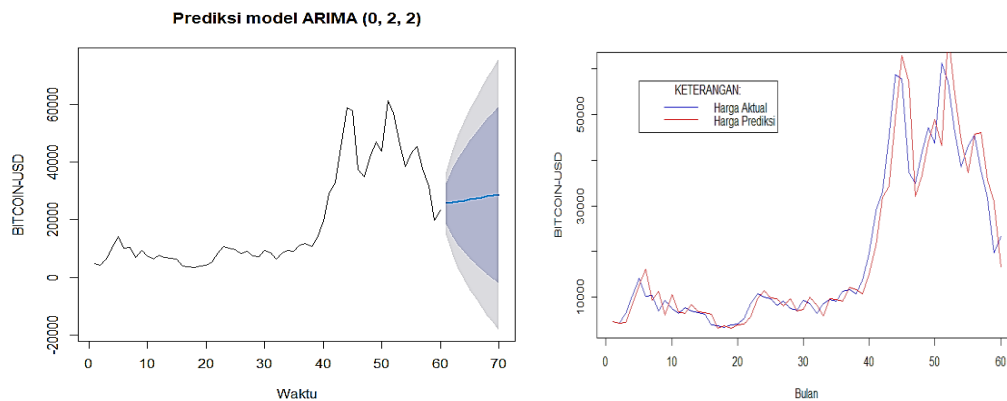 Prediksi model ARIMA (0, 2, 2)
BITCOIN-USD
60000
40000
20000
0
-20000
0 10 20 30 40 50 60 70
Waktu
KETERANGAN:
Harga Aktual
Harga Prediksi
BITCOIN-USD
50000
30000
10000
0 10 20 30 40 50 60
Bulan